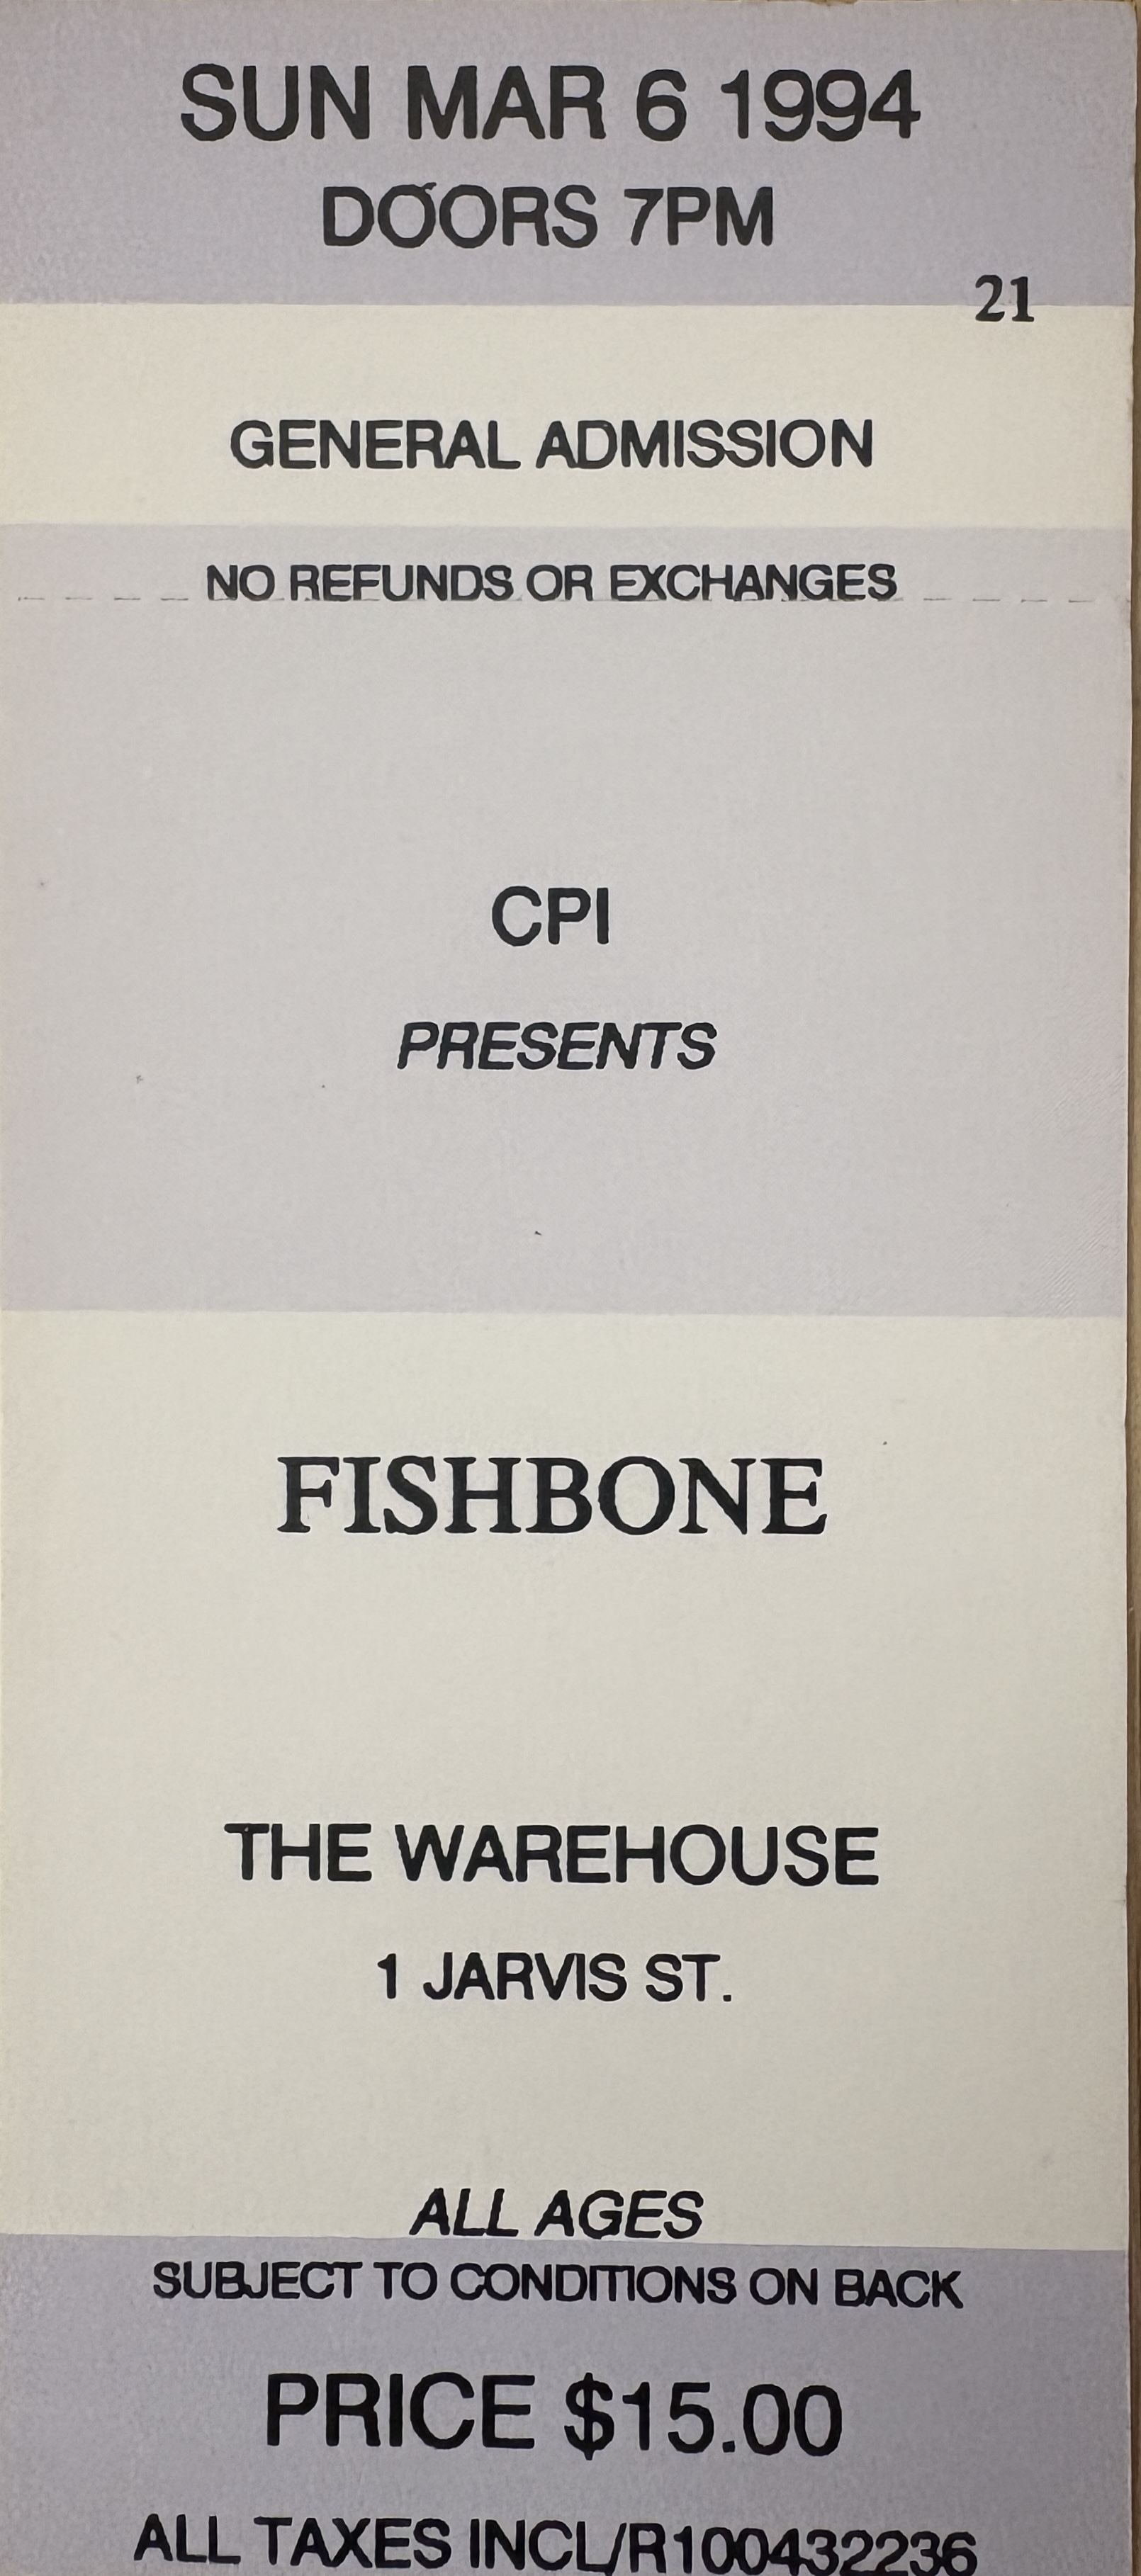 SUN MAR 6 1994
DOORS 7PM
21
GENERAL ADMISSION
NO REFUNDS OR EXCHANGES
CPI
PRESENTS
FISHBONE
THE WAREHOUSE
1 JARVIS ST.
ALL AGES
SUBJECT TO CONDITIONS ON BACK
PRICE $15.00
ALL TAXES INCL/R100432236